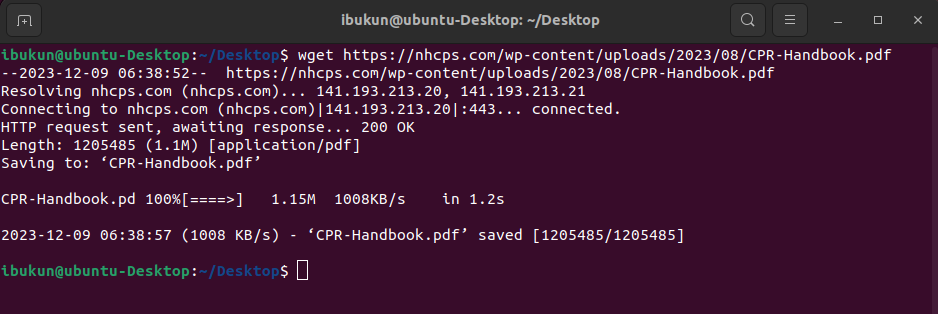 ibukun@ubuntu-Desktop: ~/Desktop
ibukun@ubuntu-Desktop:~/Desktop$ wget https://nhcps.com/wp-content/uploads/2023/08/CPR-Handbook.pdf
--2023-12-09 06:38:52--  https://nhcps.com/wp-content/uploads/2023/08/CPR-Handbook.pdf
Resolving nhcps.com (nhcps.com)... 141.193.213.20, 141.193.213.21
Connecting to nhcps.com (nhcps.com)|141.193.213.20|:443... connected.
HTTP request sent, awaiting response... 200 OK
Length: 1205485 (1.1M) [application/pdf]
Saving to: ‘CPR-Handbook.pdf’
CPR-Handbook.pd 100%[====>]   1.15M  1008KB/s    in 1.2s
2023-12-09 06:38:57 (1008 KB/s) - ‘CPR-Handbook.pdf’ saved [1205485/1205485]
ibukun@ubuntu-Desktop:~/Desktop$